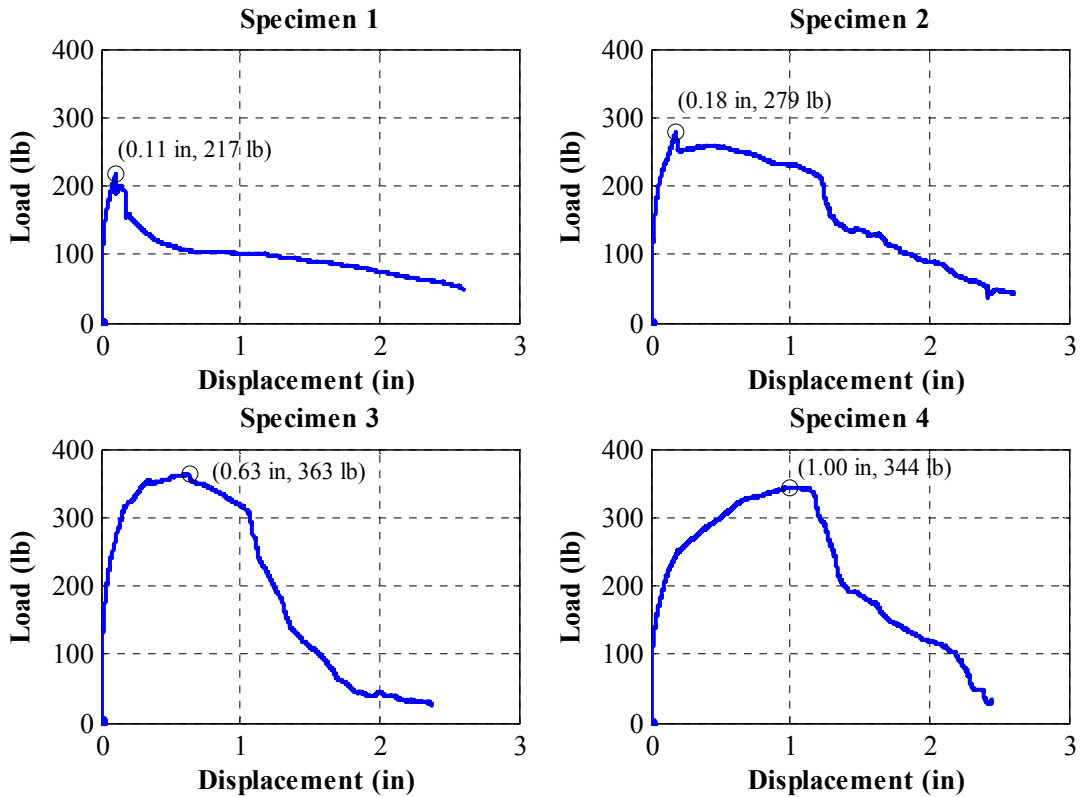 Specimen 1
400
300
200
100
0
(0.11 in, 217 lb)
Load (lb)
0 1 2 3
Displacement (in)
Specimen 2
400
300
200
100
0
(0.18 in, 279 lb)
Load (lb)
0 1 2 3
Displacement (in)
Specimen 3
400
300
200
100
0
(0.63 in, 363 lb)
Load (lb)
0 1 2 3
Displacement (in)
Specimen 4
400
300
200
100
0
(1.00 in, 344 lb)
Load (lb)
0 1 2 3
Displacement (in)